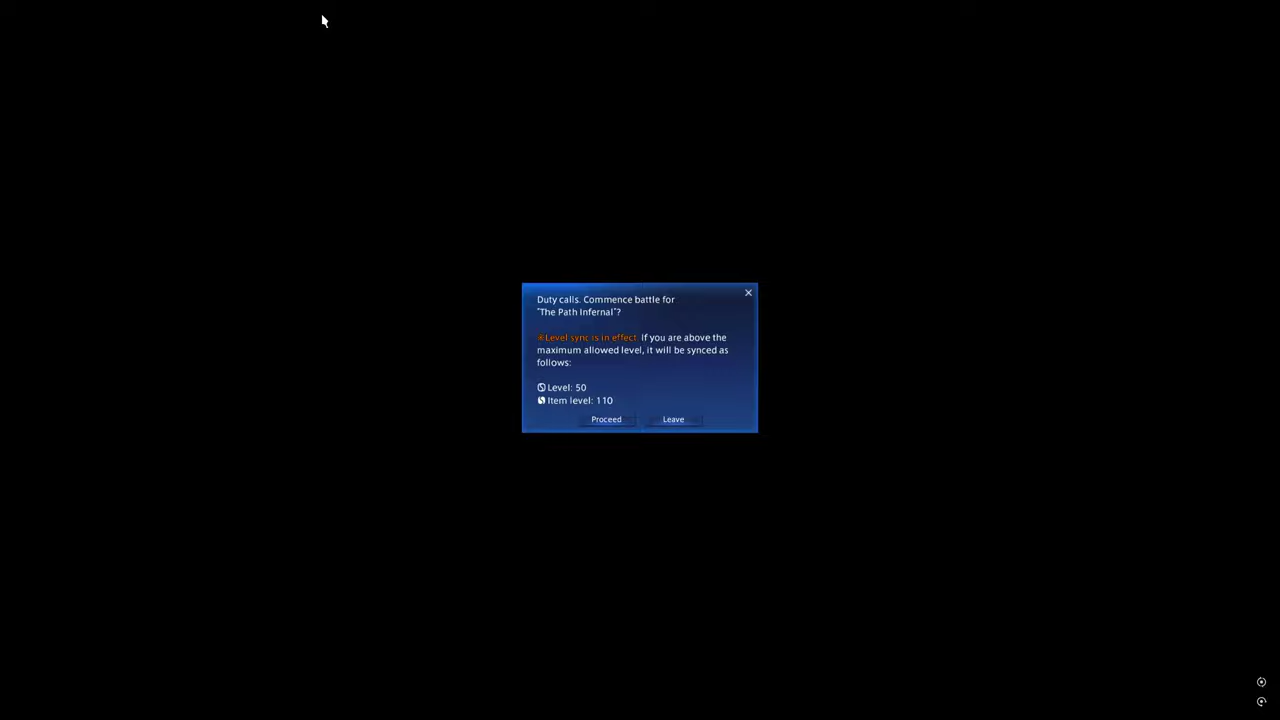 Duty calls. Commence battle for
"The Path Infernal"?
※Level sync is in effect. If you are above the
maximum allowed level, it will be synced as
follows:
Level: 50
Item level: 110
Proceed Leave